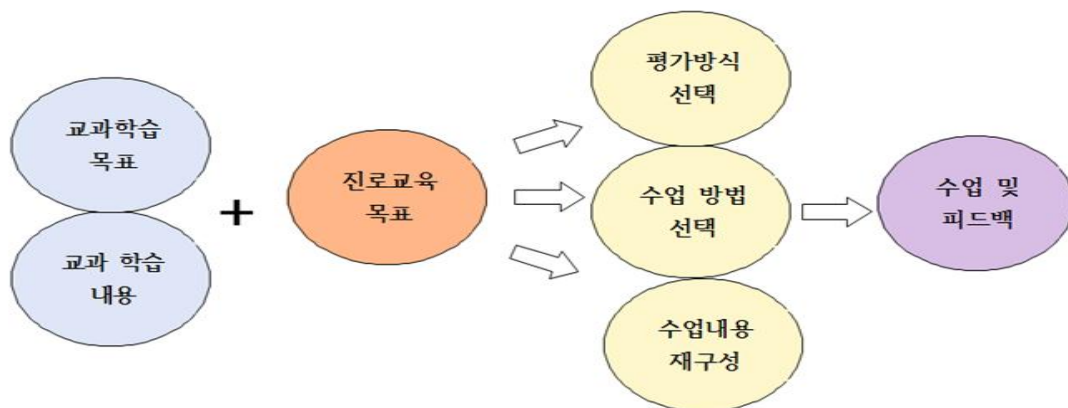 교과학습
목표
교과 학습
내용
+
진로교육
목표
평가방식
선택
수업 방법
선택
수업내용
재구성
수업 및
피드백